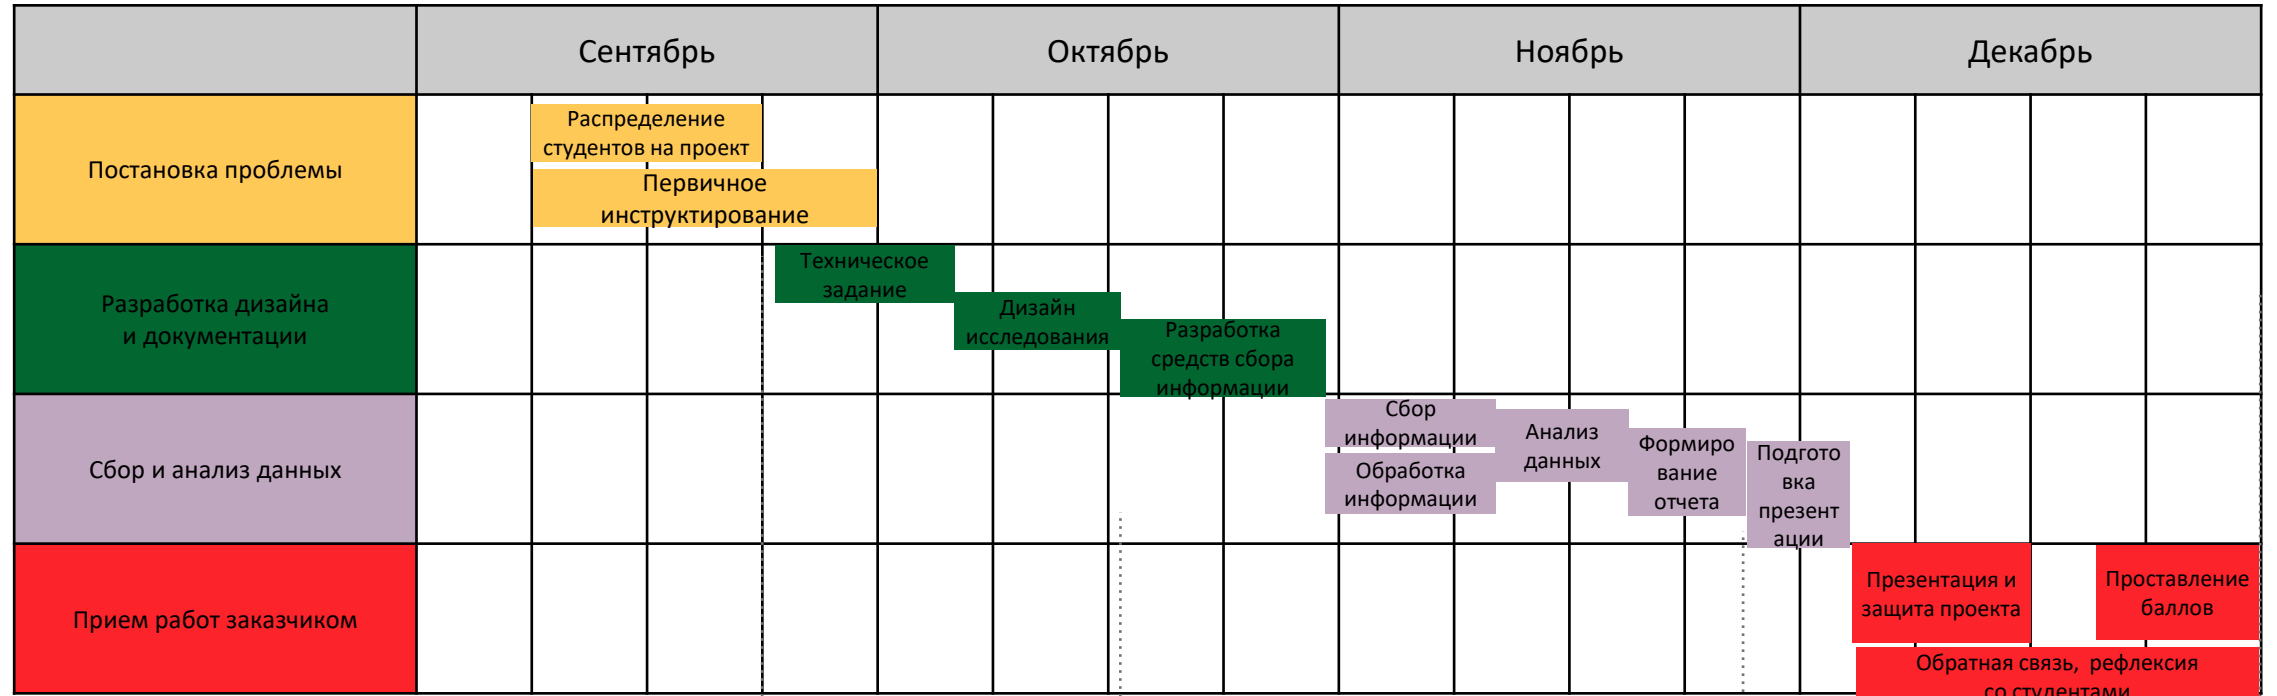 Сентябрь
Октябрь
Ноябрь
Декабрь
Постановка проблемы
Распределение
студентов на проект
Первичное
инструктирование
Разработка дизайна
и документации
Техническое
задание
Дизайн
исследования
Разработка
средств сбора
информации
Сбор и анализ данных
Сбор
информации
Обработка
информации
Анализ
данных
Формиро
вание
отчета
Подгото
вка
презент
ации
Прием работ заказчиком
Презентация и
защита проекта
Проставление
баллов
Обратная связь, рефлексия
со студентами